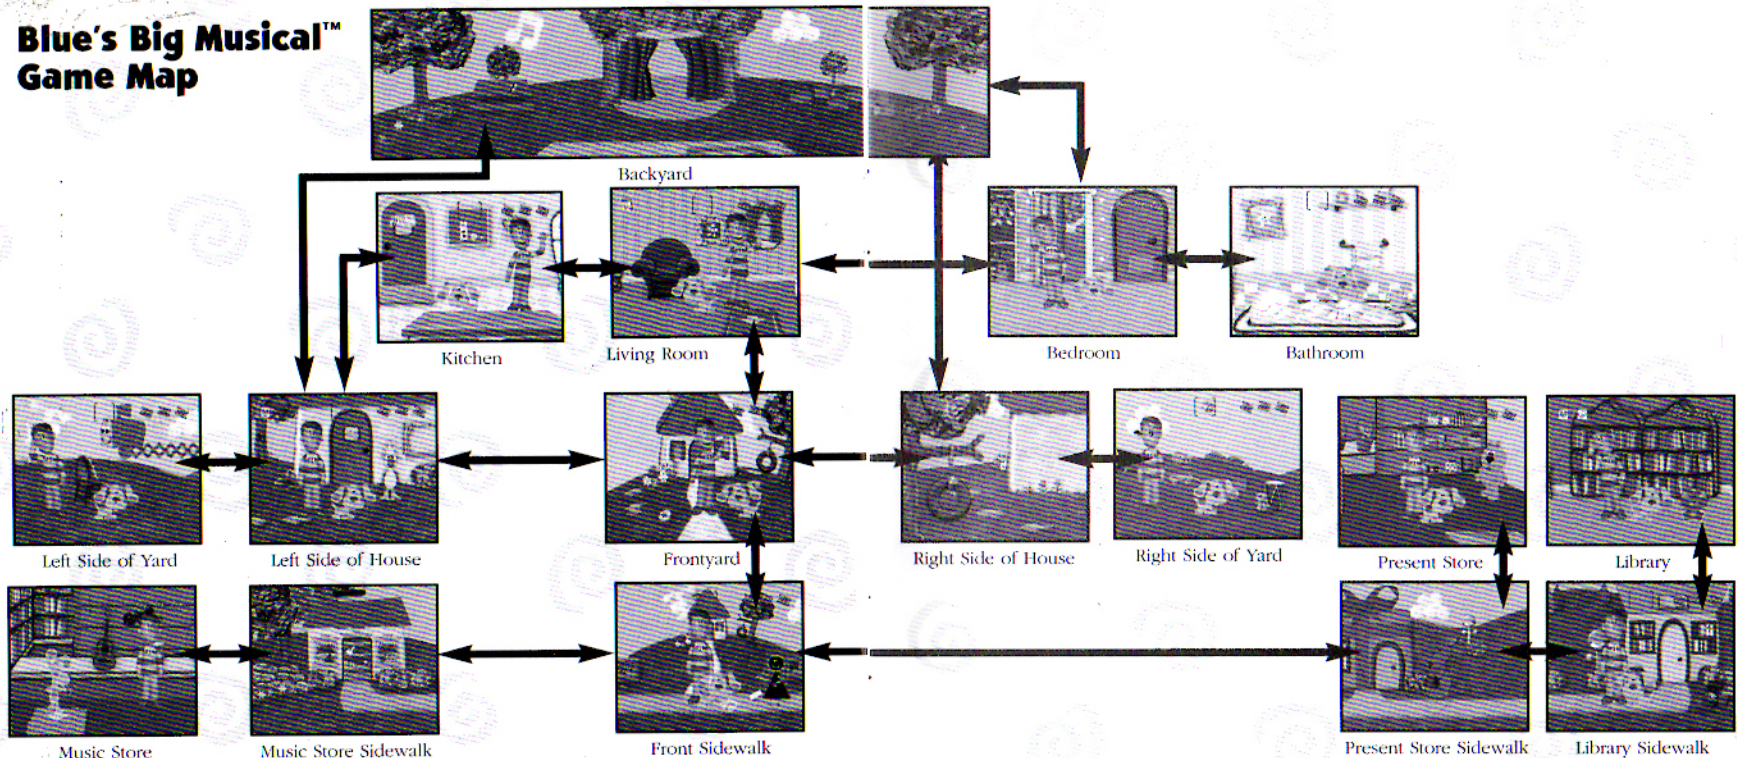 Blue's Big Musical™
Game Map
Backyard
Kitchen
Living Room
Bedroom
Bathroom
Left Side of Yard
Left Side of House
Frontyard
Right Side of House
Right Side of Yard
Present Store
Library
Music Store
Music Store Sidewalk
Front Sidewalk
Present Store Sidewalk
Library Sidewalk